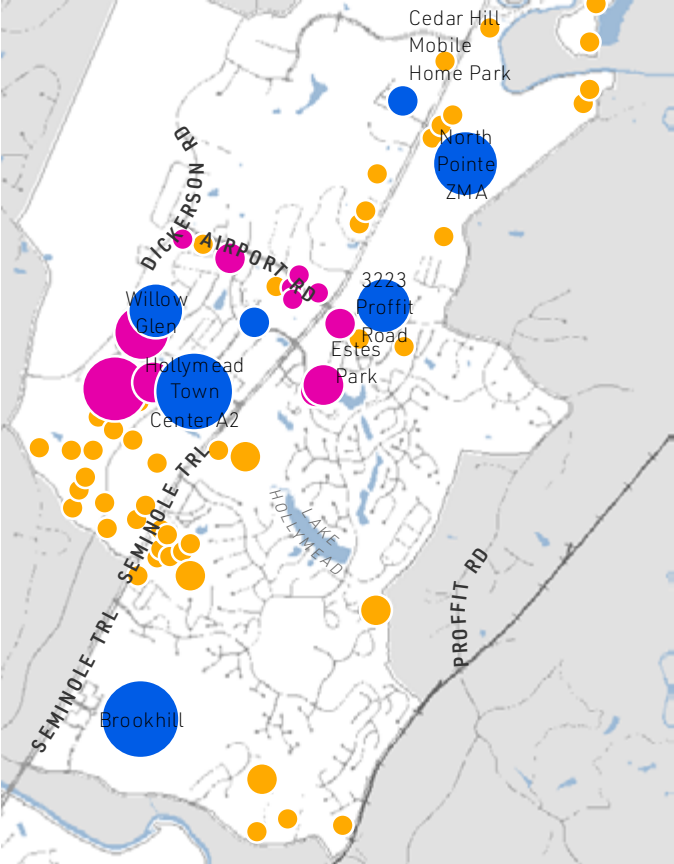 Cedar Hill
Mobile
Home Park
North
Pointe
ZMA
DICKERSON RD
AIRPORT RD
3223
Proffit
Road
Willow
Glen
Estes
Park
Hollymead
Town
Center A2
SEMINOLE TRL
LAKE
HOLLYMEAD
PROFFIT RD
SEMINOLE TRL
Brookhill